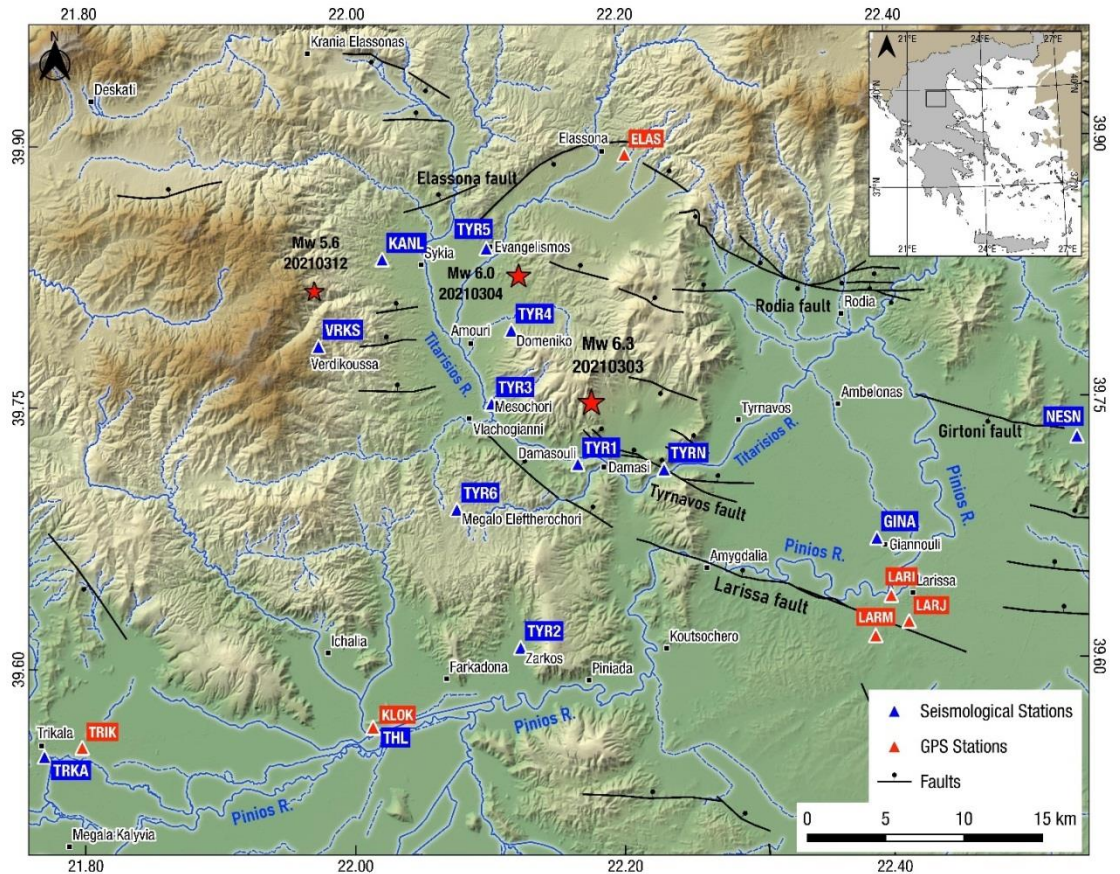 21.80
22.00
22.20
22.40
N
Krania Elassonas
Deskati
21°E
24°E
27°E
40°N
40°N
37°N
37°N
21°E
24°E
27°E
39.90
39.90
Elassona
ELAS
Elassona fault
TYR5
Evangelismos
KANL
Sykia
Mw 5.6
20210312
Mw 6.0
20210304
Rodia fault
Rodia
VRKS
Verdikoussa
TYR4
Domeniko
Amouri
Mw 6.3
20210303
Titarisios R.
39.75
39.75
TYR3
Mesochori
Vlachogianni
Ambelonas
Tyrnavos
Girtoni fault
NESN
Damasouli
TYR1
Damasi
TYRN
Titarisios R.
Tyrnavos fault
Pinios R.
TYR6
Megalo Eleftherochori
GINA
Giannouli
Amygdalia
Pinios R.
Larissa fault
LARI
Larissa
LARJ
LARM
TYR2
Zarkos
Koutsochero
Ichalia
Farkadona
Piniada
39.60
39.60
Trikala
TRIK
TRKA
KLOK
THL
Pinios R.
Pinios R.
Megala Kalyvia
Seismological Stations
GPS Stations
Faults
0 5 10 15 km
21.80
22.00
22.20
22.40